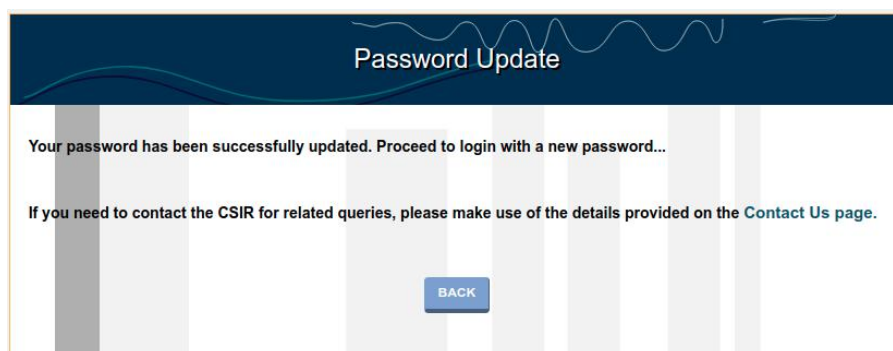 Password Update
Your password has been successfully updated. Proceed to login with a new password...
If you need to contact the CSIR for related queries, please make use of the details provided on the Contact Us page.
BACK